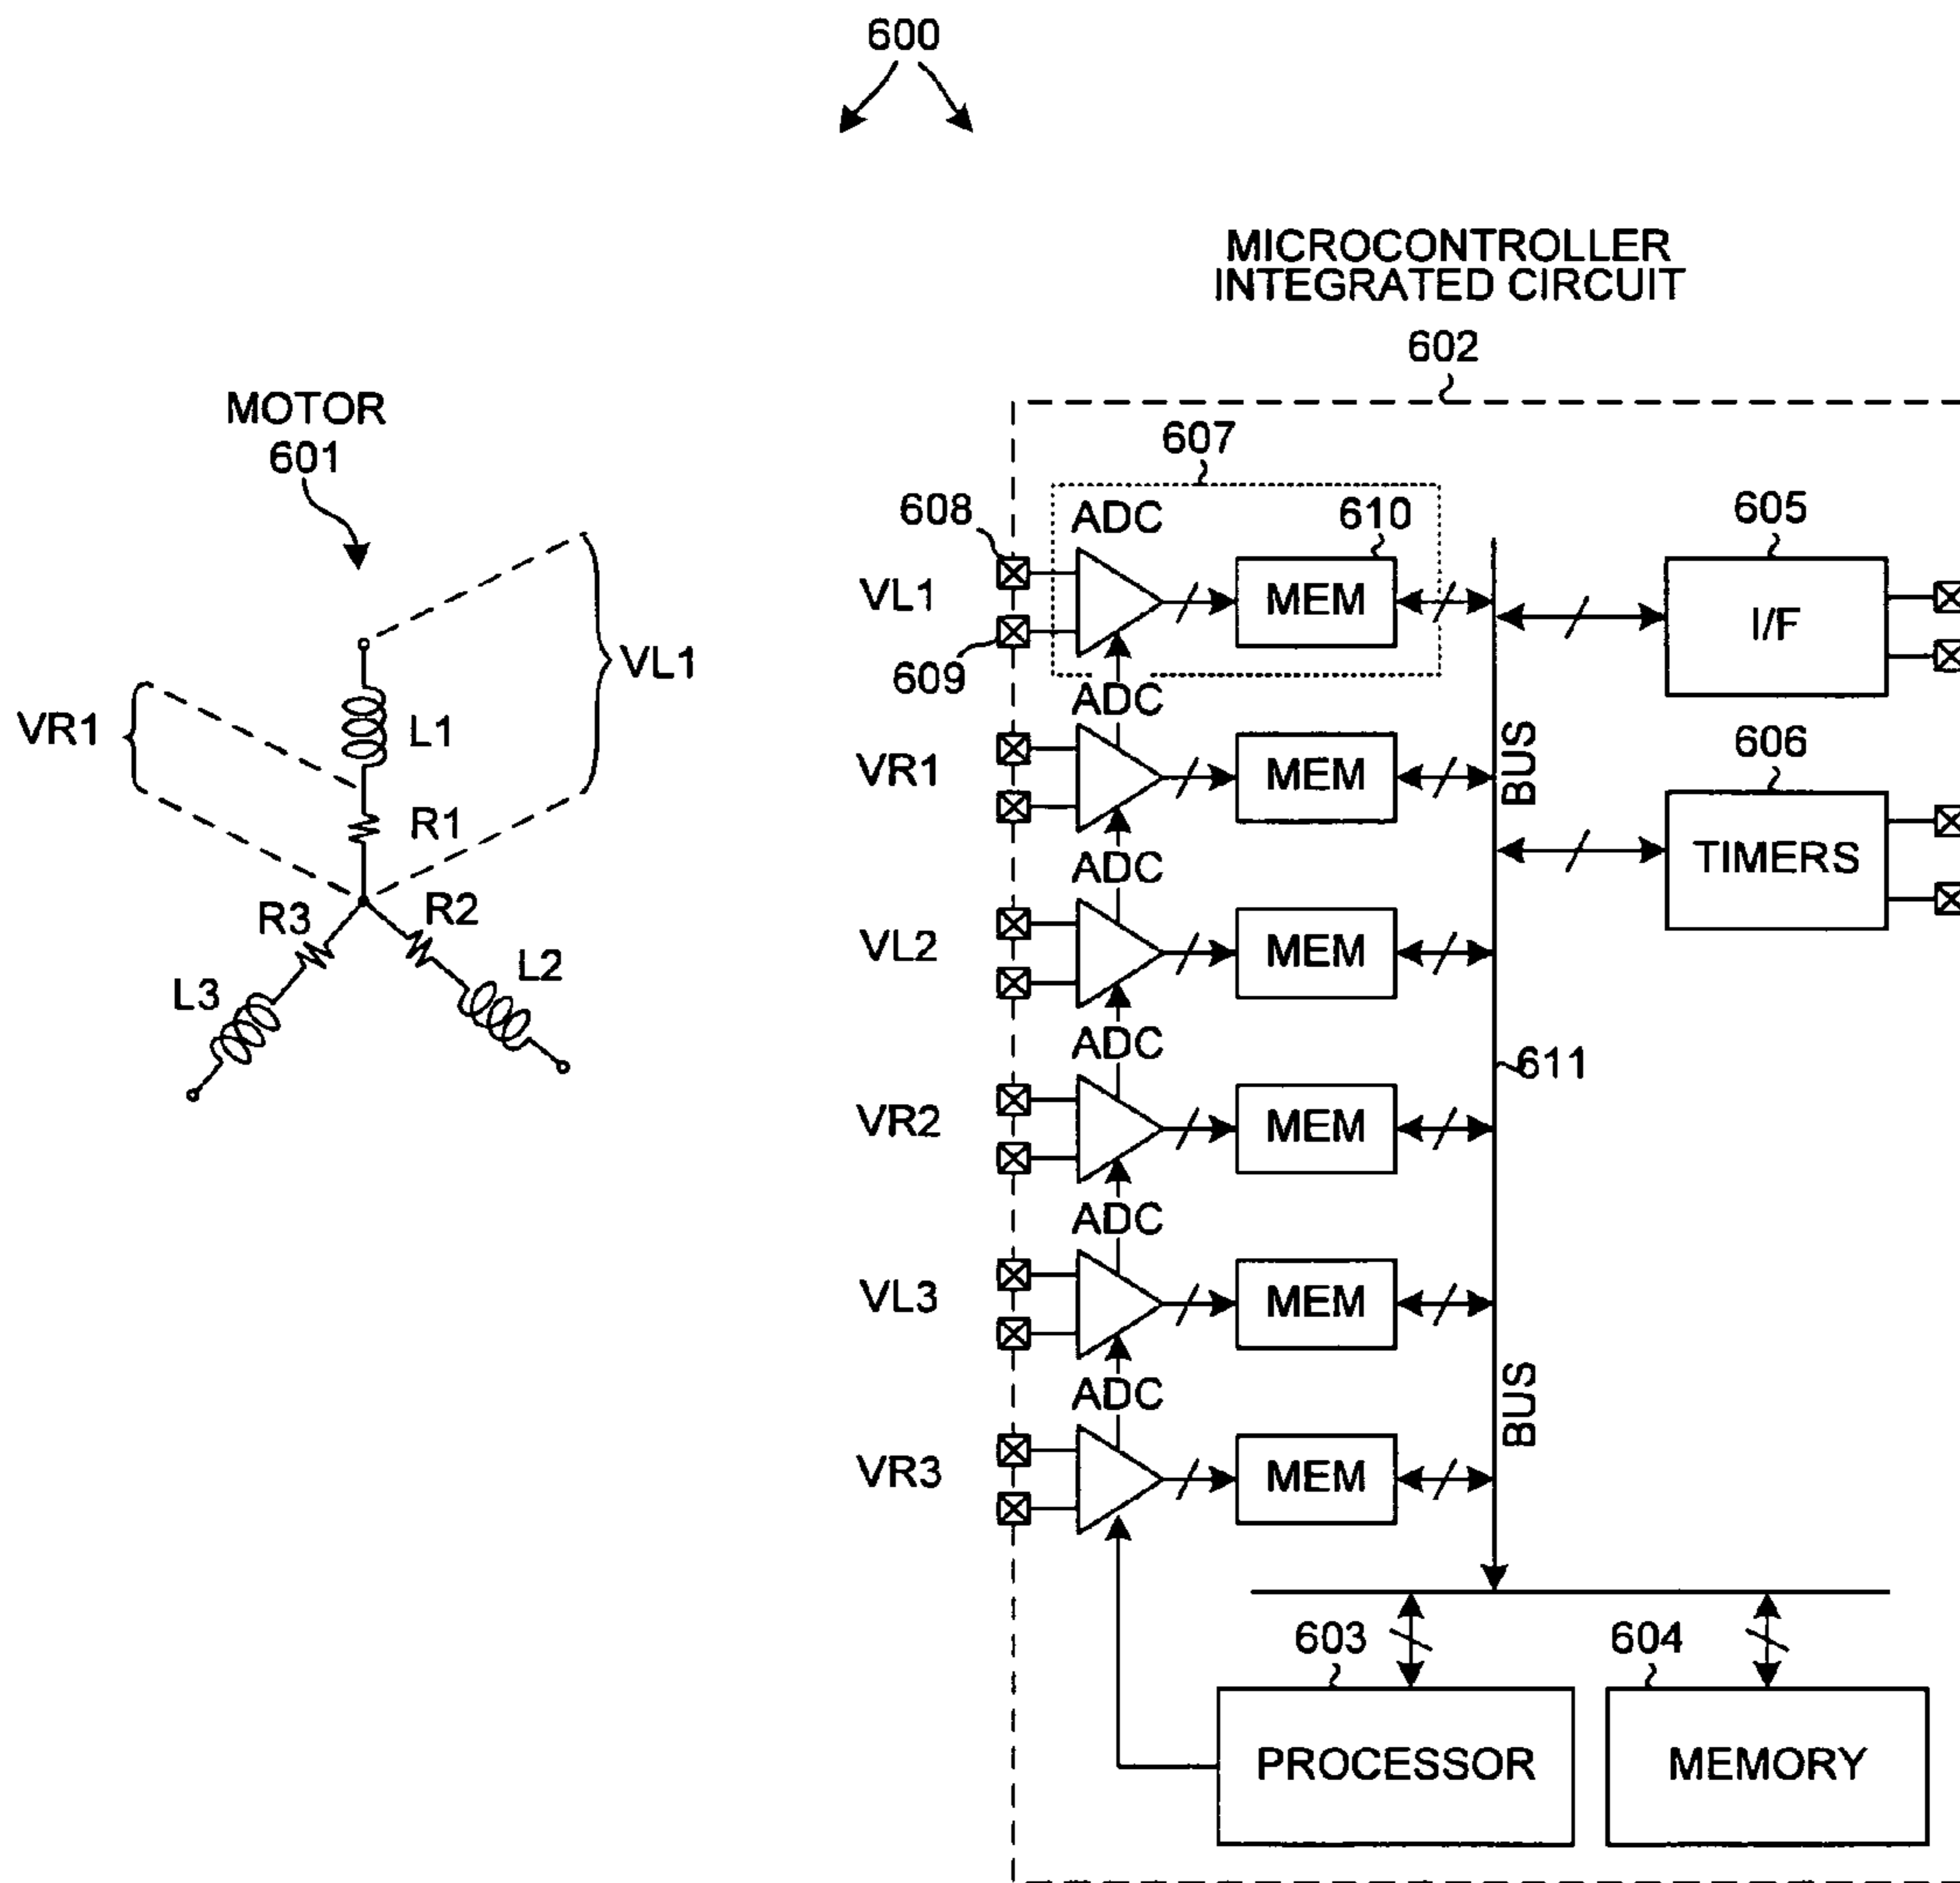 600
MICROCONTROLLER
INTEGRATED CIRCUIT
602
MOTOR
601
VR1
L1
R1
VL1
R3
R2
L3
L2
607
608
ADC
610
VL1
MEM
609
ADC
VR1
MEM
ADC
VL2
MEM
ADC
VR2
MEM
ADC
VL3
MEM
ADC
VR3
MEM
BUS
611
BUS
605
I/F
606
TIMERS
603
PROCESSOR
604
MEMORY